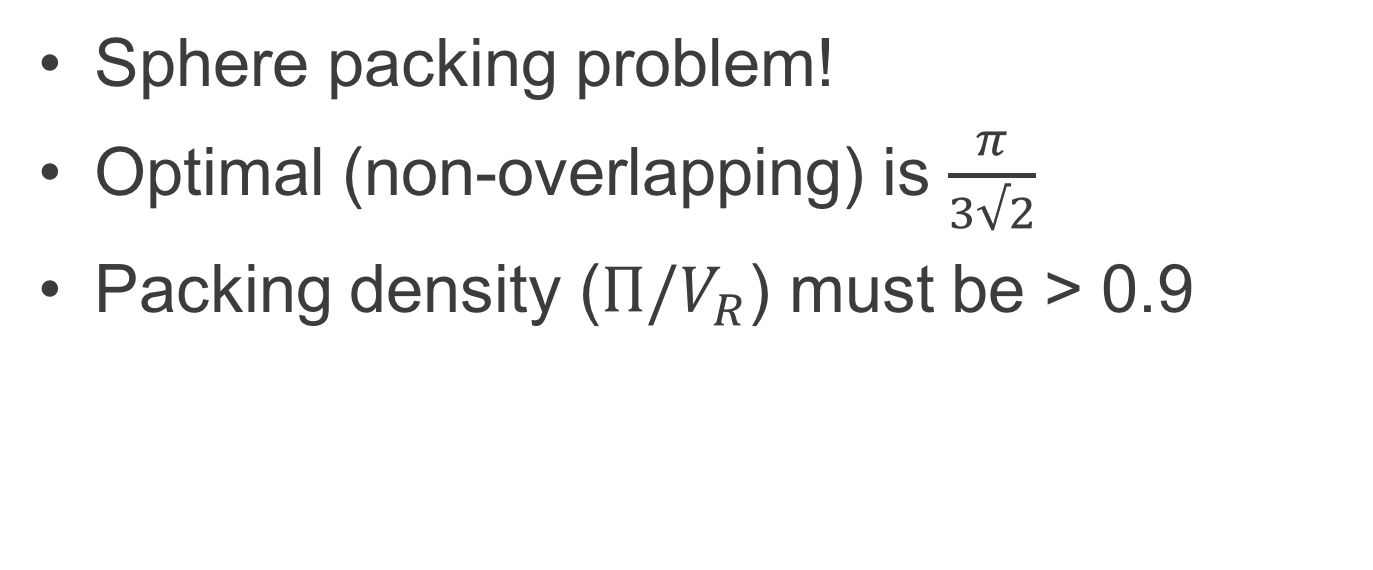 • Sphere packing problem!
• Optimal (non-overlapping) is π/(3√2)
• Packing density (Π/V_R) must be > 0.9